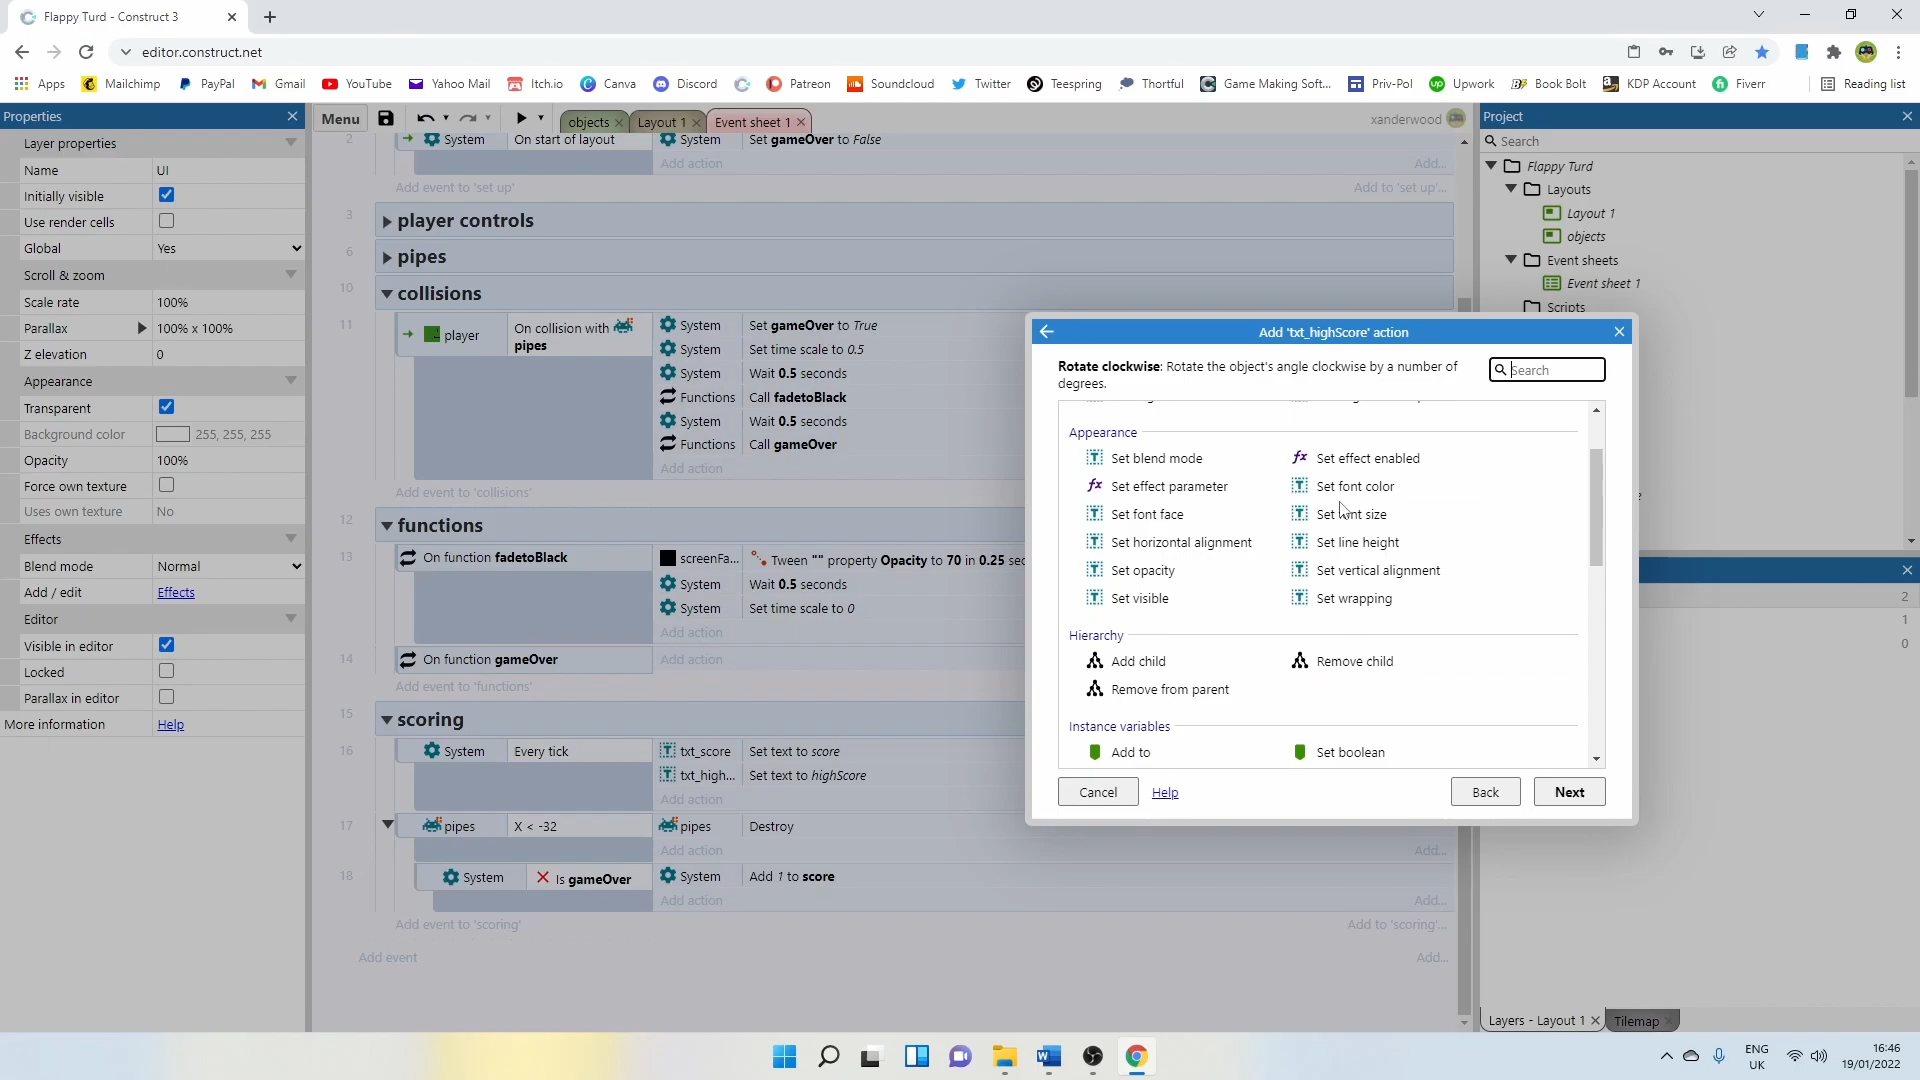 Flappy Turd - Construct 3
editor.construct.net
Apps Mailchimp PayPal Gmail YouTube Yahoo Mail Itch.io Canva Discord Patreon Soundcloud Twitter Teespring Thortful Game Making Soft... Priv-Pol Upwork Book Bolt KDP Account Fiverr Reading list
Properties
Layer properties
Name UI
Initially visible
Use render cells
Global Yes
Scroll & zoom
Scale rate 100%
Parallax 100% x 100%
Z elevation 0
Appearance
Transparent
Background color 255, 255, 255
Opacity 100%
Force own texture
Uses own texture No
Effects
Blend mode Normal
Add / edit Effects
Editor
Visible in editor
Locked
Parallax in editor
More information Help
Menu
objects Layout 1 Event sheet 1
xanderwood
2 System On start of layout System Set gameOver to False
Add action Add...
Add event to 'set up' Add to 'set up'...
3 player controls
6 pipes
10 collisions
11 player On collision with pipes System Set gameOver to True
System Set time scale to 0.5
System Wait 0.5 seconds
Functions Call fadetoBlack
System Wait 0.5 seconds
Functions Call gameOver
Add action
Add event to 'collisions'
12 functions
13 On function fadetoBlack screenFa... Tween "" property Opacity to 70 in 0.25 sec
System Wait 0.5 seconds
System Set time scale to 0
Add action
14 On function gameOver Add action
Add event to 'functions'
15 scoring
16 System Every tick txt_score Set text to score
txt_high... Set text to highScore
Add action
17 pipes X < -32 pipes Destroy
Add action Add...
18 System Is gameOver System Add 1 to score
Add action Add...
Add event to 'scoring' Add to 'scoring'...
Add event Add...
Add 'txt_highScore' action
Rotate clockwise: Rotate the object's angle clockwise by a number of
degrees.
Search
Appearance
Set blend mode Set effect enabled
Set effect parameter Set font color
Set font face Set font size
Set horizontal alignment Set line height
Set opacity Set vertical alignment
Set visible Set wrapping
Hierarchy
Add child Remove child
Remove from parent
Instance variables
Add to Set boolean
Cancel Help Back Next
Project
Search
Flappy Turd
Layouts
Layout 1
objects
Event sheets
Event sheet 1
Scripts
2
1
0
Layers - Layout 1 Tilemap
ENG
UK
16:46
19/01/2022